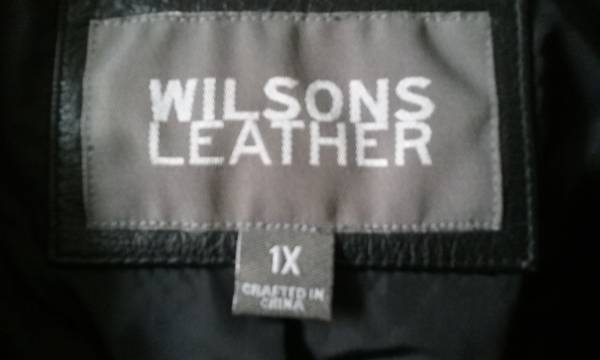 WILSONS
LEATHER
1X
CRAFTED IN
CHINA